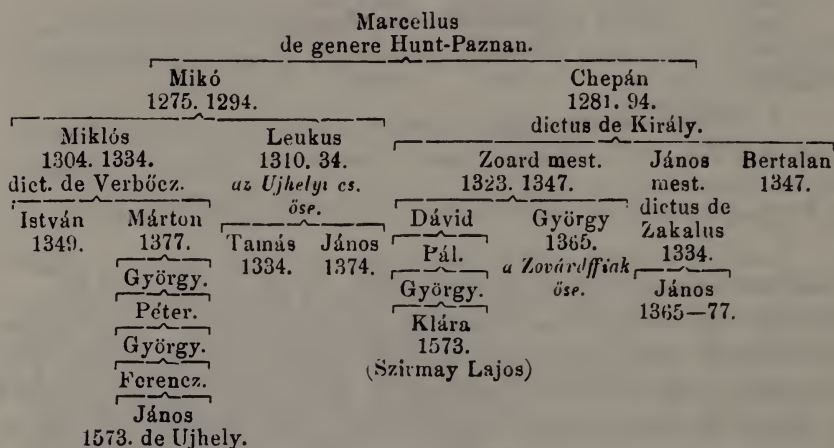 Marcellus
de genere Hunt-Paznan.
Mikó Chepán
1275. 1294. 1281. 94.
dictus de Király.
Miklós Leukus Zoard mest. János Bertalan
1304. 1334. 1310. 34. 1323. 1347. mest. 1347.
dict. de Verbőcz. az Ujhelyi cs. dictus de
őse. Zakalus
István Márton Dávid György 1334.
1349. 1377. Tamás János 1365.
1334. 1374. Pál. a Zovárdffiak János
György. György. őse. 1365—77.
Péter. Klára
György. 1573.
Ferencz. (Szirmay Lajos)
János
1573. de Ujhely.